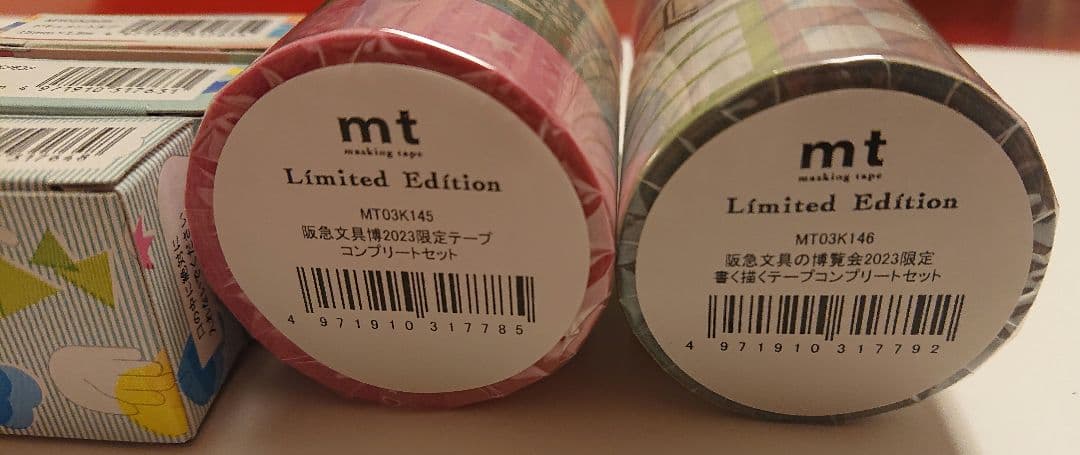 mt
masking tape
Limited Edition
MT03K145
阪急文具博2023限定テープ
コンプリートセット
4 971910 317785
mt
masking tape
Limited Edition
MT03K146
阪急文具の博覧会2023限定
書く描くテープコンプリートセット
4 971910 317792